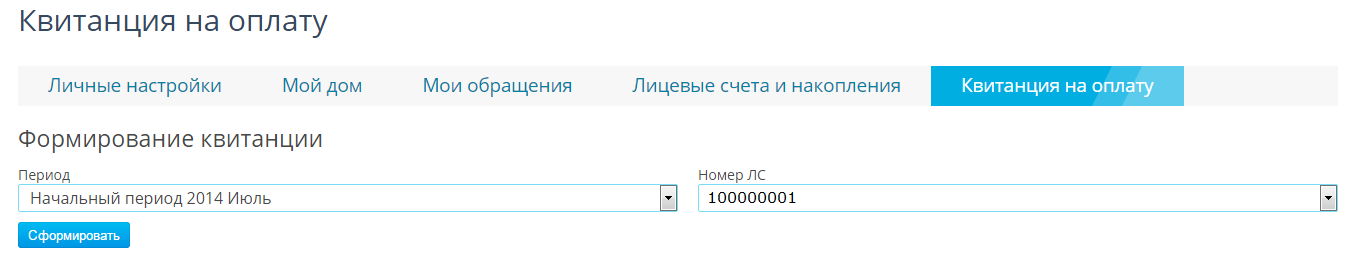 Квитанция на оплату
Личные настройки Мой дом Мои обращения Лицевые счета и накопления Квитанция на оплату
Формирование квитанции
Период Номер ЛС
Начальный период 2014 Июль 100000001
Сформировать